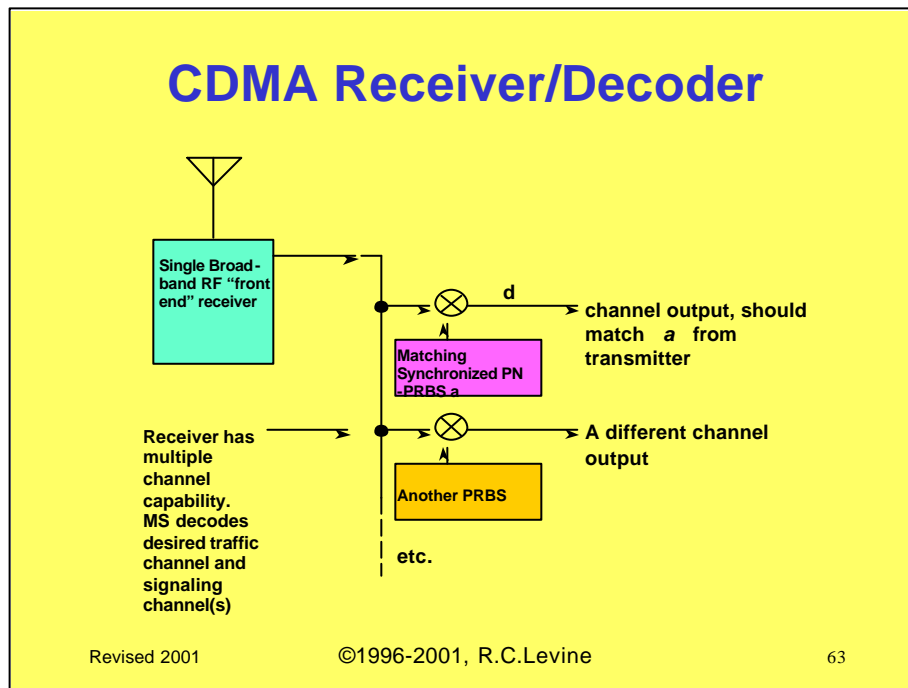 CDMA Receiver/Decoder
Single Broad-
band RF “front
end” receiver
d
channel output, should
match a from
transmitter
Matching
Synchronized PN
-PRBS a
Receiver has
multiple
channel
capability.
MS decodes
desired traffic
channel and
signaling
channel(s)
A different channel
output
Another PRBS
etc.
Revised 2001
©1996-2001, R.C.Levine
63